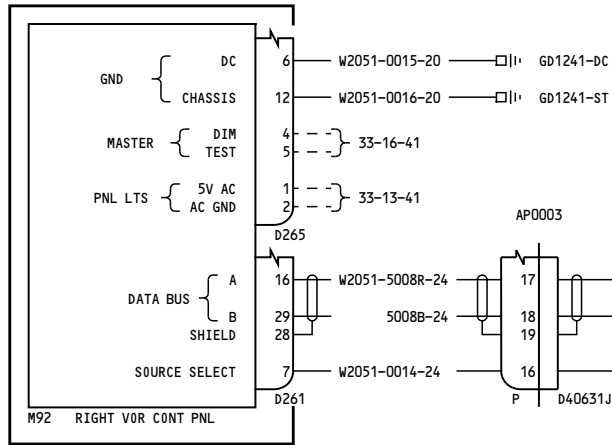 DC 6 W2051-0015-20 GD1241-DC
GND
CHASSIS 12 W2051-0016-20 GD1241-ST
DIM 4
MASTER 33-16-41
TEST 5
5V AC 1
PNL LTS 33-13-41
AC GND 2
D265
AP0003
A 16 W2051-5008R-24 17
DATA BUS
B 29 5008B-24 18
SHIELD 28 19
SOURCE SELECT 7 W2051-0014-24 16
D261 P D40631J
M92 RIGHT VOR CONT PNL